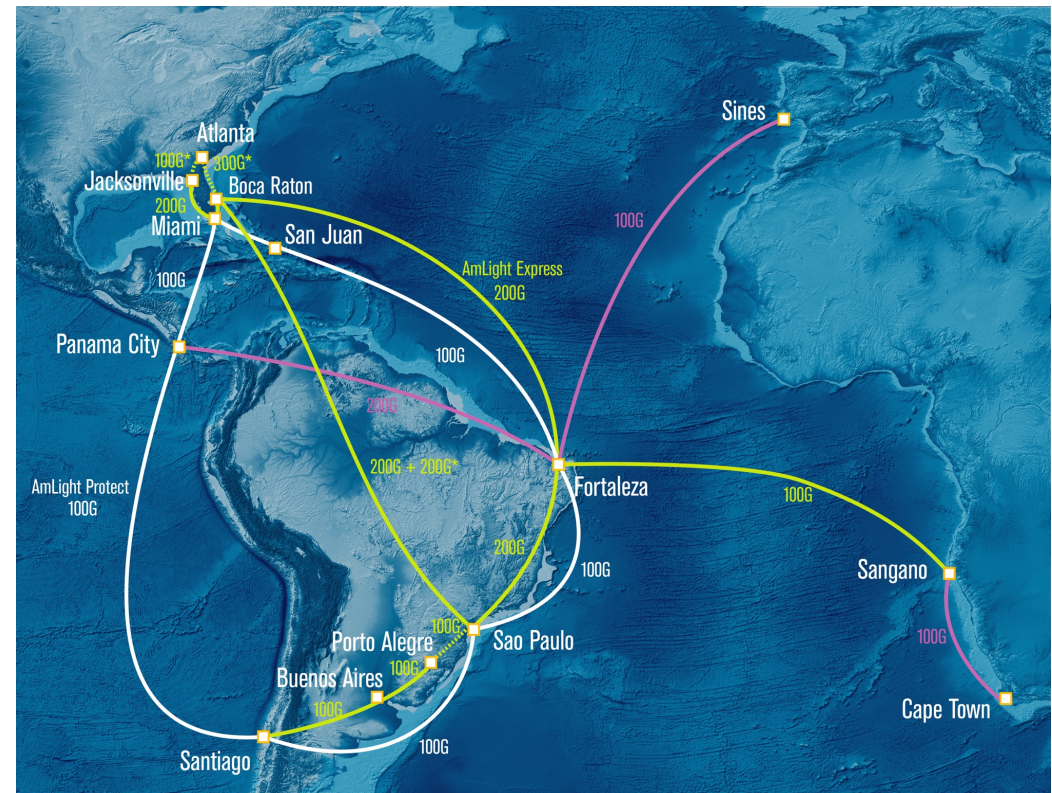 Sines
Atlanta
100G*
300G*
Jacksonville
Boca Raton
200G
Miami
San Juan
100G
100G
AmLight Express
200G
Panama City
100G
200G
200G + 200G*
AmLight Protect
100G
Fortaleza
100G
200G
100G
Sangano
100G
Porto Alegre
100G
Sao Paulo
100G
Buenos Aires
100G
Cape Town
100G
Santiago